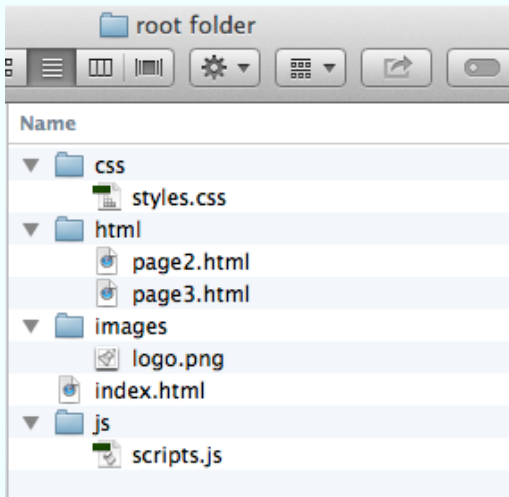 root folder
Name
css
styles.css
html
page2.html
page3.html
images
logo.png
index.html
js
scripts.js